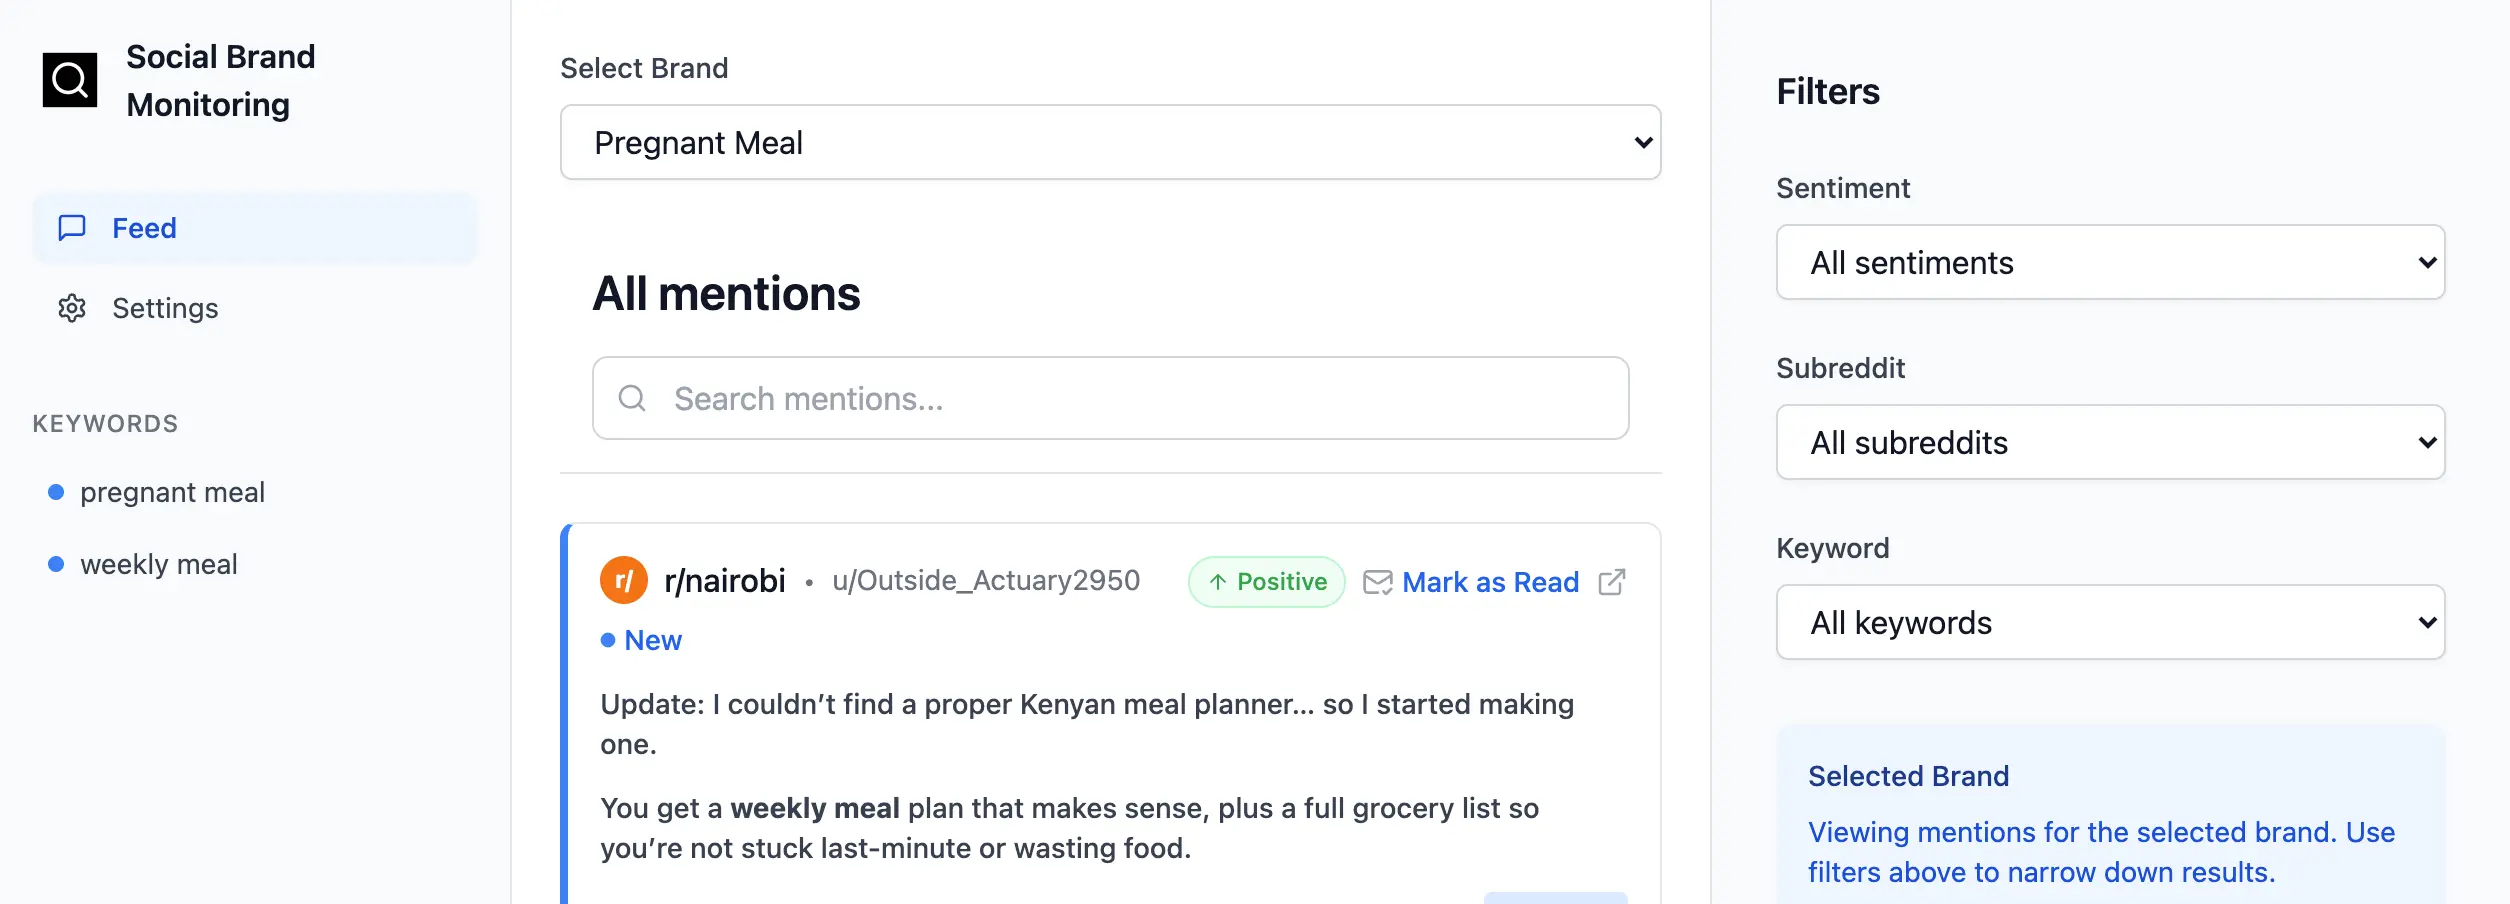 Social Brand
Monitoring
Feed
Settings
KEYWORDS
pregnant meal
weekly meal
Select Brand
Pregnant Meal
All mentions
Search mentions...
r/ r/nairobi • u/Outside_Actuary2950 ↑ Positive Mark as Read
New
Update: I couldn’t find a proper Kenyan meal planner... so I started making
one.
You get a weekly meal plan that makes sense, plus a full grocery list so
you’re not stuck last-minute or wasting food.
Filters
Sentiment
All sentiments
Subreddit
All subreddits
Keyword
All keywords
Selected Brand
Viewing mentions for the selected brand. Use
filters above to narrow down results.